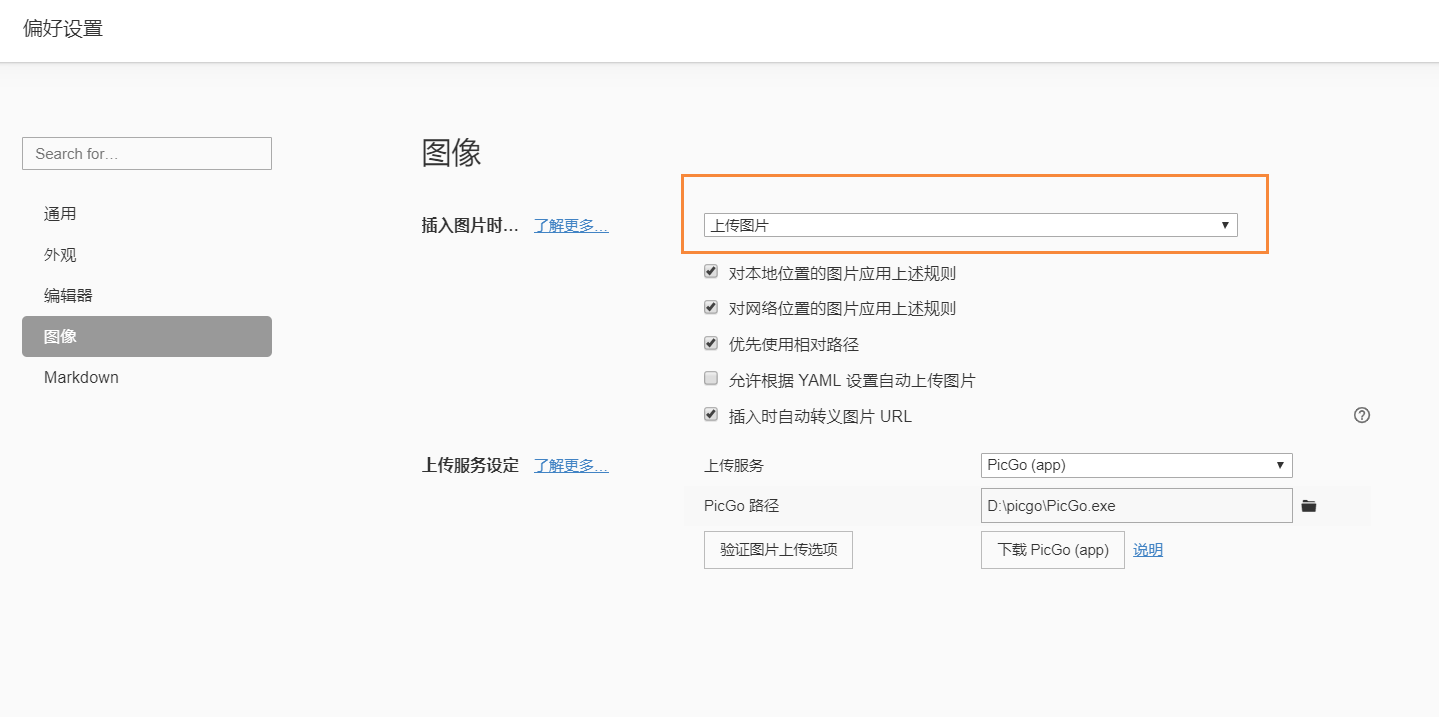 偏好设置
Search for…
通用
外观
编辑器
图像
Markdown
图像
插入图片时… 了解更多… 上传图片
对本地位置的图片应用上述规则
对网络位置的图片应用上述规则
优先使用相对路径
允许根据 YAML 设置自动上传图片
插入时自动转义图片 URL
上传服务设定 了解更多… 上传服务 PicGo (app)
PicGo 路径 D:\picgo\PicGo.exe
验证图片上传选项 下载 PicGo (app) 说明